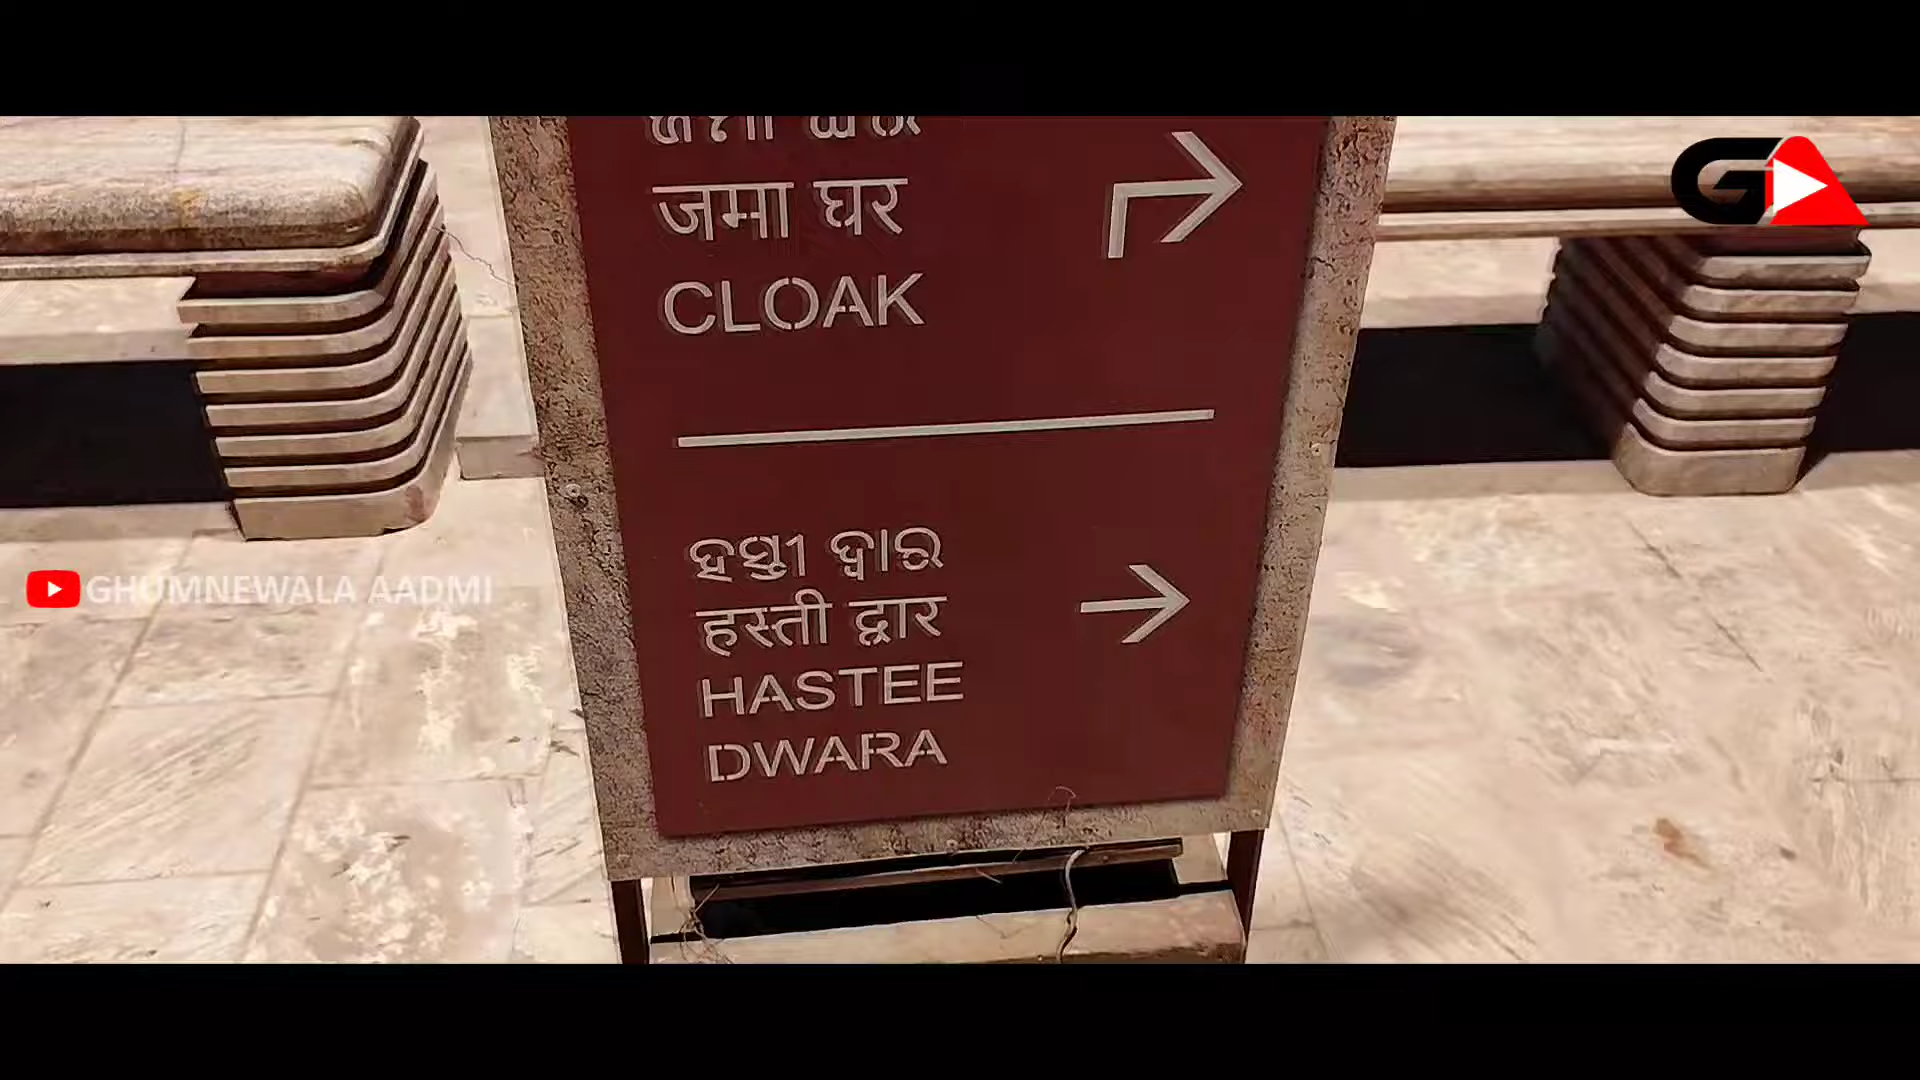 जमा घर
CLOAK
ହସ୍ତୀ ଦ୍ୱାର
हस्ती द्वार
HASTEE
DWARA
GHUMNEWALA AADMI